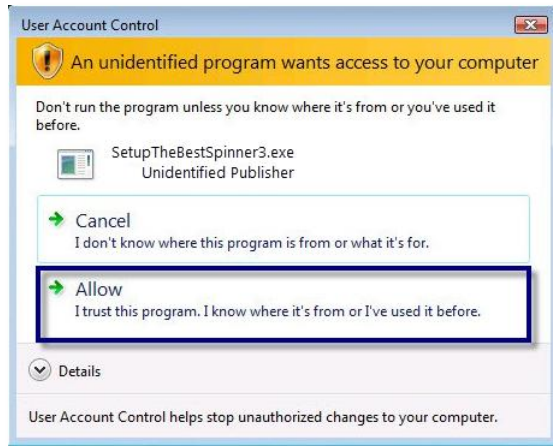 User Account Control
An unidentified program wants access to your computer
Don't run the program unless you know where it's from or you've used it
before.
SetupTheBestSpinner3.exe
Unidentified Publisher
Cancel
I don't know where this program is from or what it's for.
Allow
I trust this program. I know where it's from or I've used it before.
Details
User Account Control helps stop unauthorized changes to your computer.